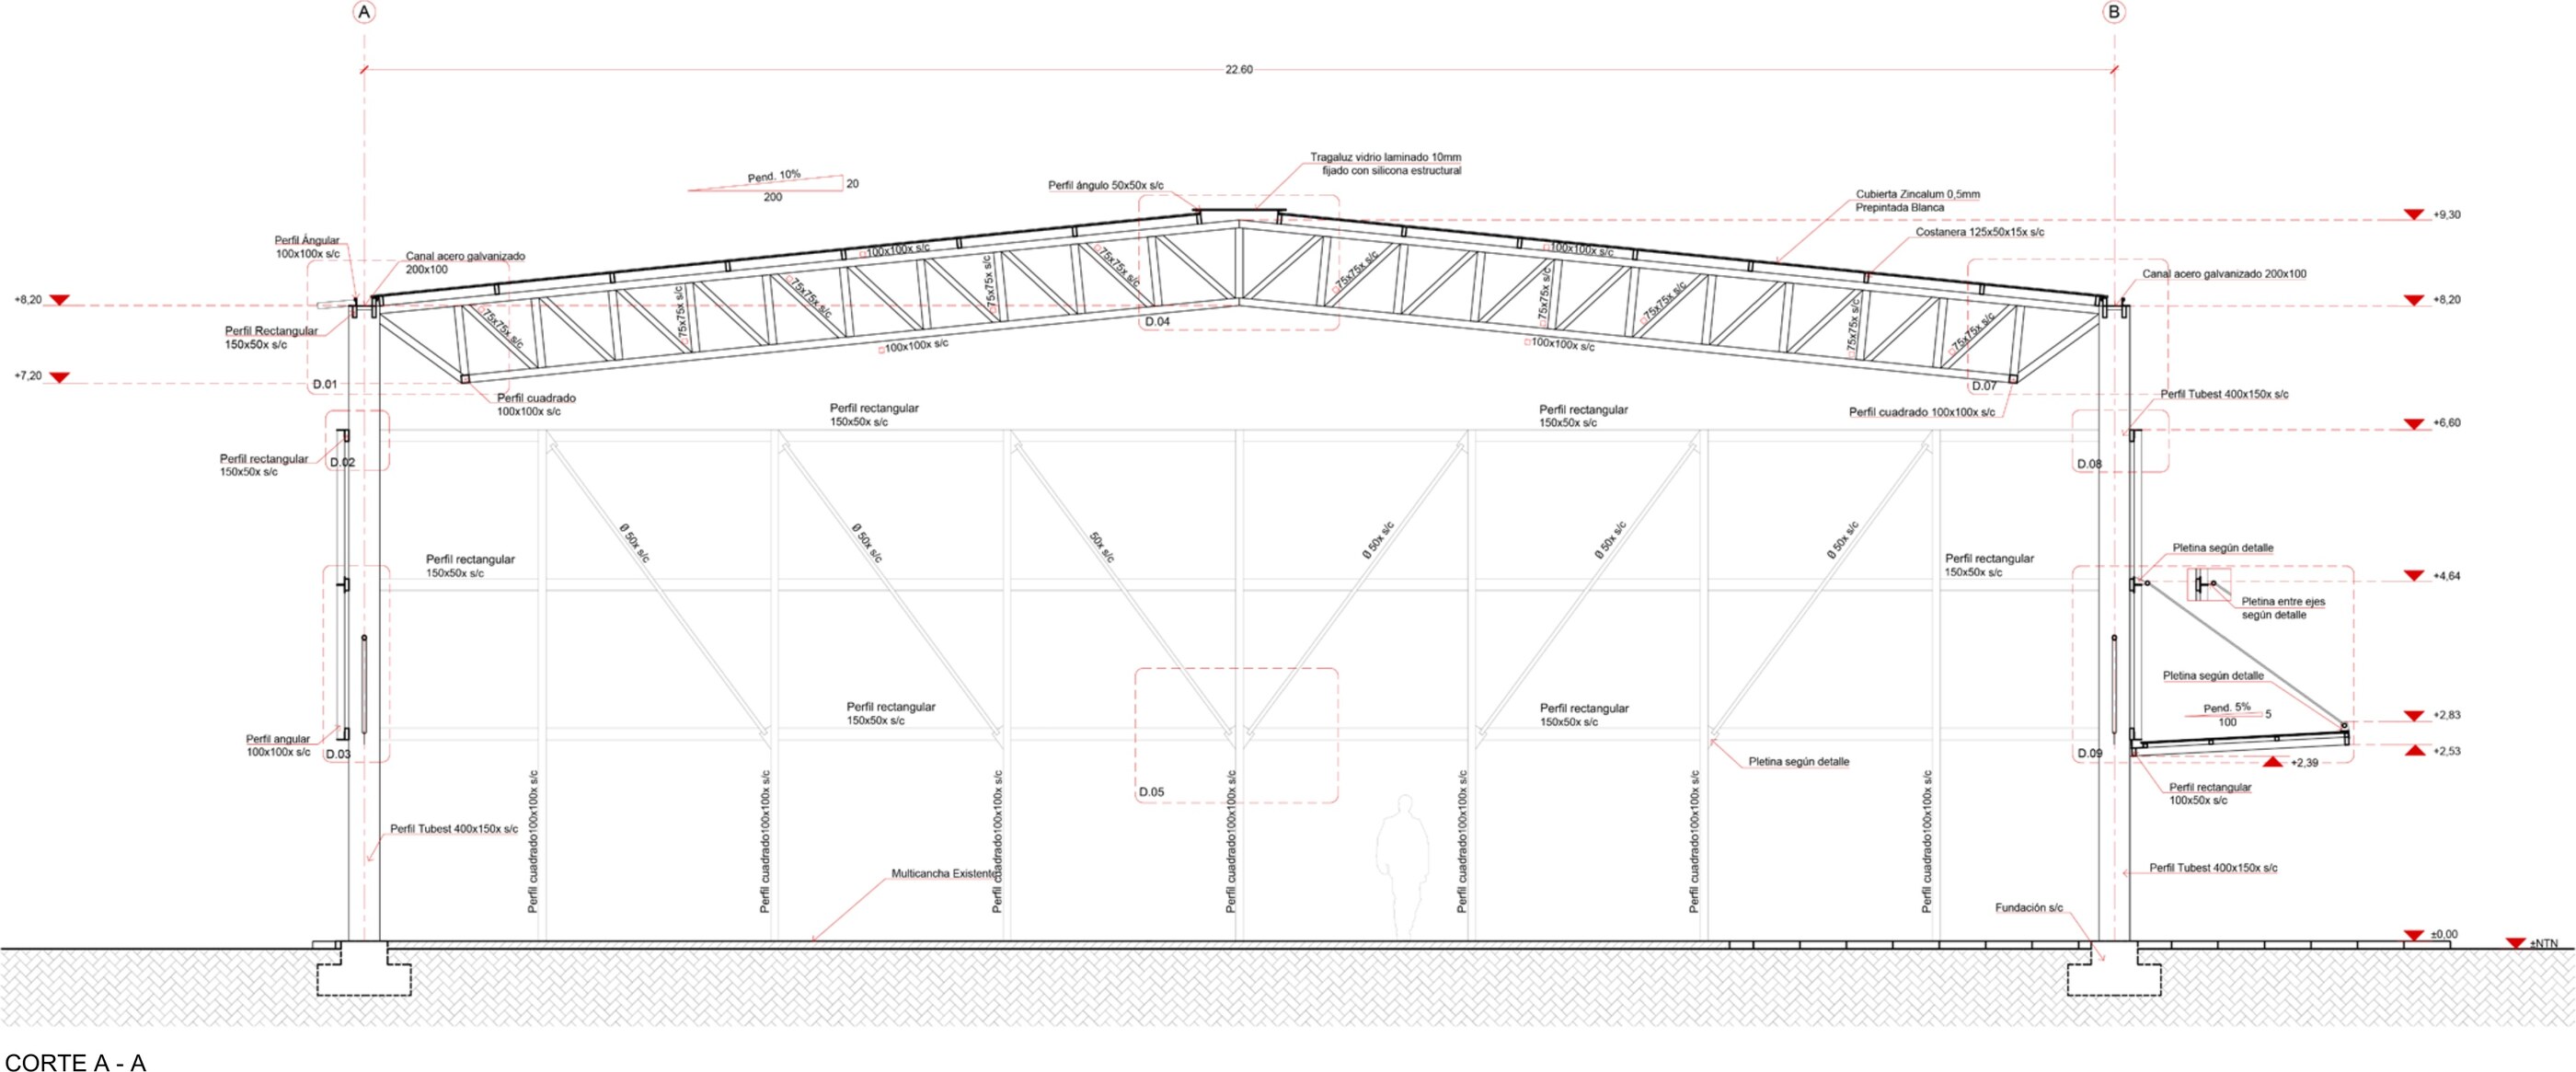 A
B
22.60
Pend. 10%
20
200
Tragaluz vidrio laminado 10mm
fijado con silicona estructural
Perfil ángulo 50x50x s/c
Cubierta Zincalum 0,5mm
Prepintada Blanca
+9,30
Costanera 125x50x15x s/c
Perfil Ángular
100x100x s/c
Canal acero galvanizado
200x100
100x100x s/c
100x100x s/c
Canal acero galvanizado 200x100
+8,20
+8,20
Perfil Rectangular
150x50x s/c
75x75x s/c
75x75x s/c
75x75x s/c
75x75x s/c
75x75x s/c
75x75x s/c
75x75x s/c
75x75x s/c
75x75x s/c
75x75x s/c
D.04
100x100x s/c
100x100x s/c
+7,20
D.01
D.07
Perfil cuadrado
100x100x s/c
Perfil cuadrado 100x100x s/c
Perfil Tubest 400x150x s/c
Perfil rectangular
150x50x s/c
Perfil rectangular
150x50x s/c
+6,60
Perfil rectangular
150x50x s/c
D.02
D.08
Ø 50x s/c
Ø 50x s/c
50x s/c
Ø 50x s/c
Ø 50x s/c
Ø 50x s/c
Perfil rectangular
150x50x s/c
Perfil rectangular
150x50x s/c
Pletina según detalle
+4,64
Pletina entre ejes
según detalle
Pletina según detalle
Perfil rectangular
150x50x s/c
Perfil rectangular
150x50x s/c
Pend. 5%
5
100
+2,83
Perfil angular
100x100x s/c
D.03
D.09
+2,53
+2,39
Pletina según detalle
D.05
Perfil rectangular
100x50x s/c
Perfil cuadrado100x100x s/c
Perfil cuadrado100x100x s/c
Perfil cuadrado100x100x s/c
Perfil cuadrado100x100x s/c
Perfil cuadrado100x100x s/c
Perfil cuadrado100x100x s/c
Perfil cuadrado100x100x s/c
Perfil Tubest 400x150x s/c
Multicancha Existente
Perfil Tubest 400x150x s/c
Fundación s/c
±0,00
±NTN
CORTE A - A